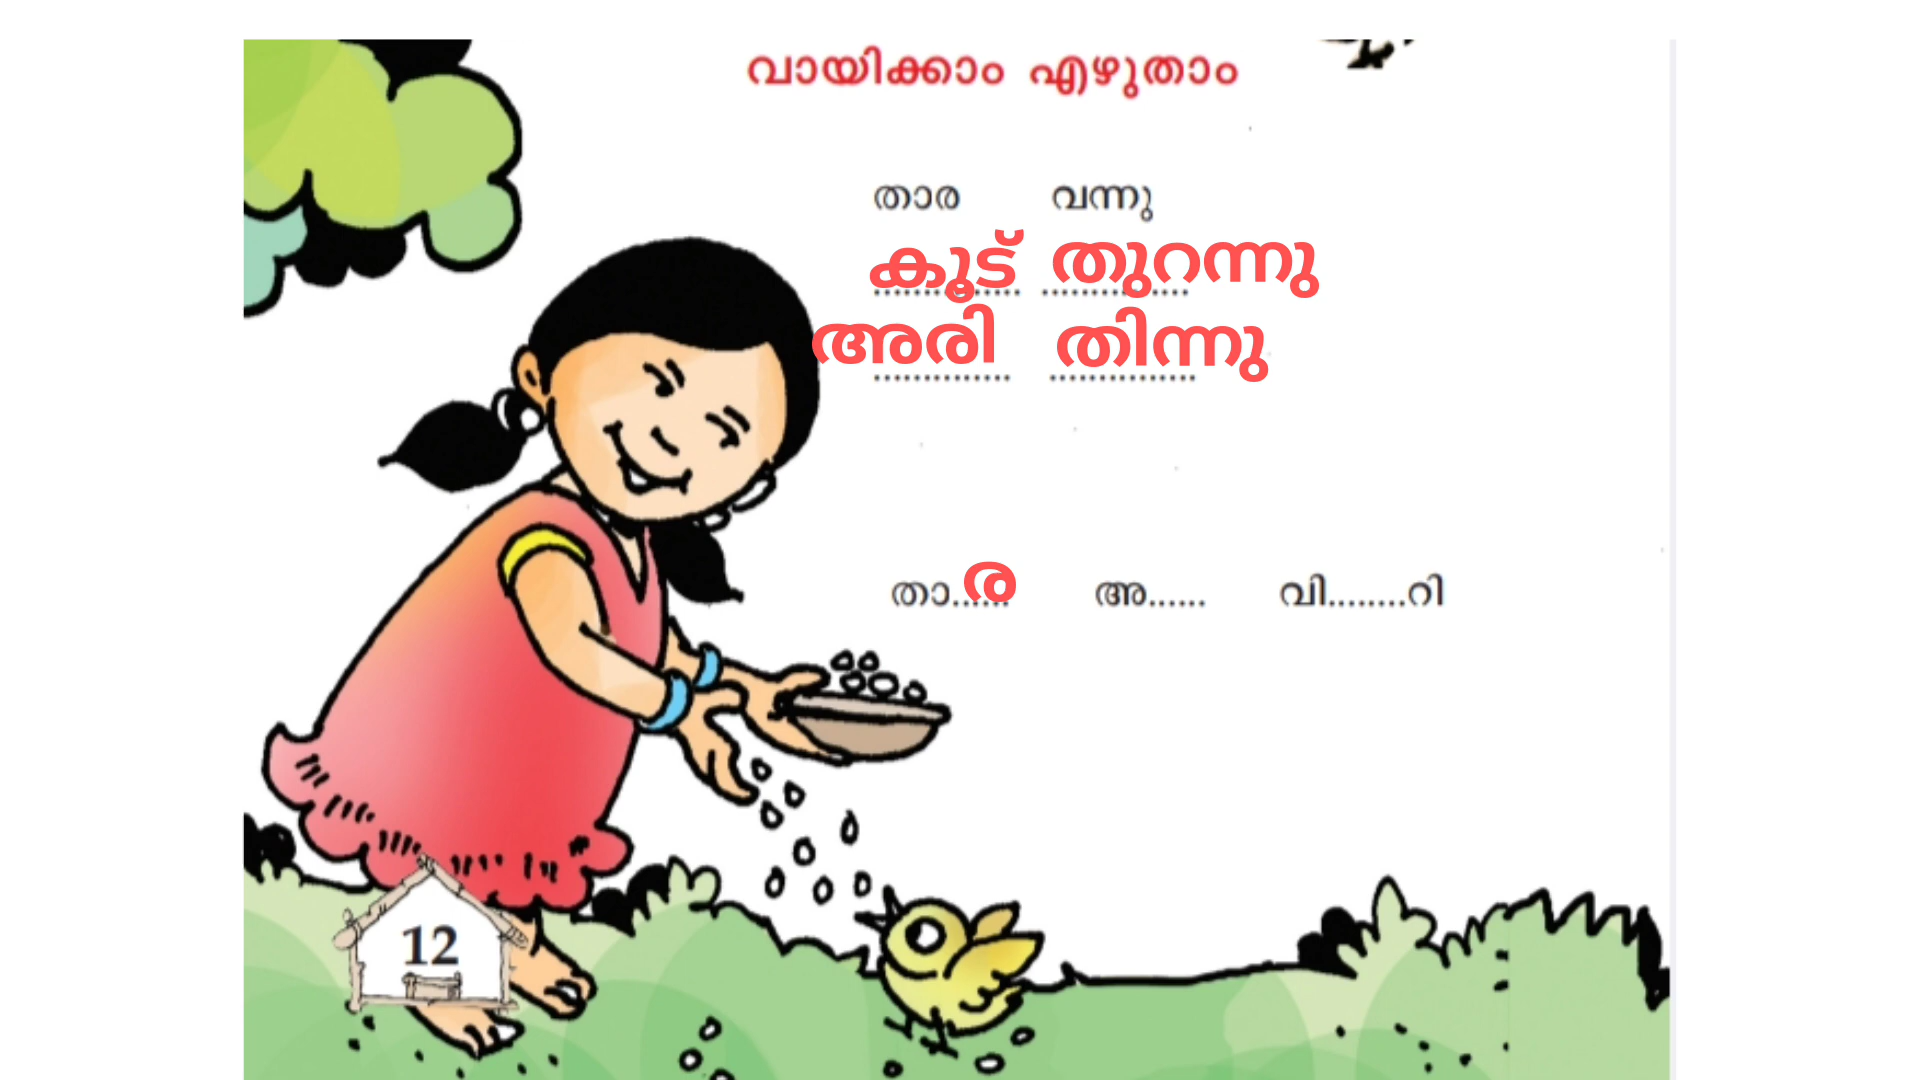 വായിക്കാം എഴുതാം
താര വന്നു
കൂട് തുറന്നു
അരി തിന്നു
താ......ര അ...... വി........റി
12